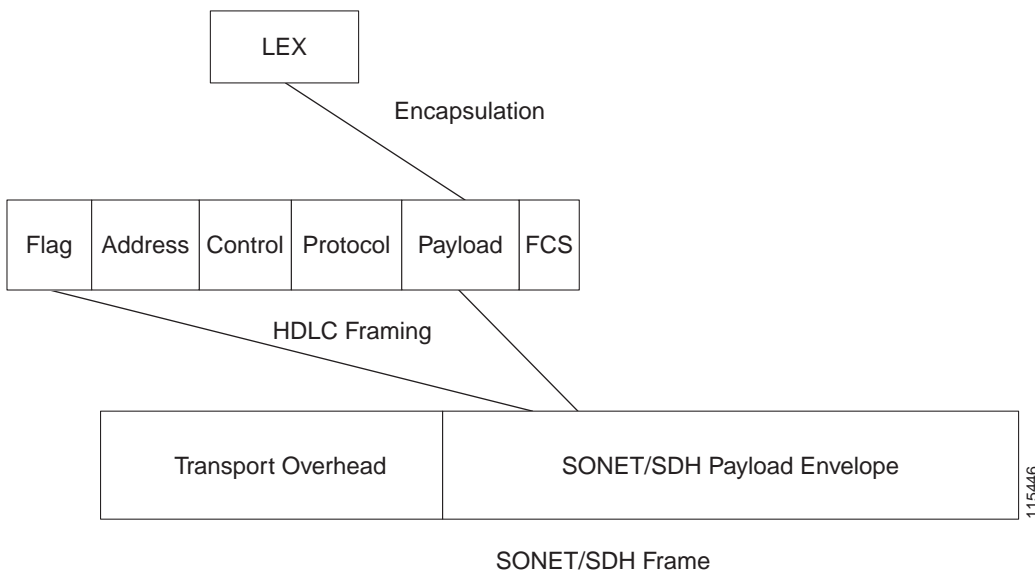 LEX
Encapsulation
Flag Address Control Protocol Payload FCS
HDLC Framing
Transport Overhead SONET/SDH Payload Envelope
115446
SONET/SDH Frame